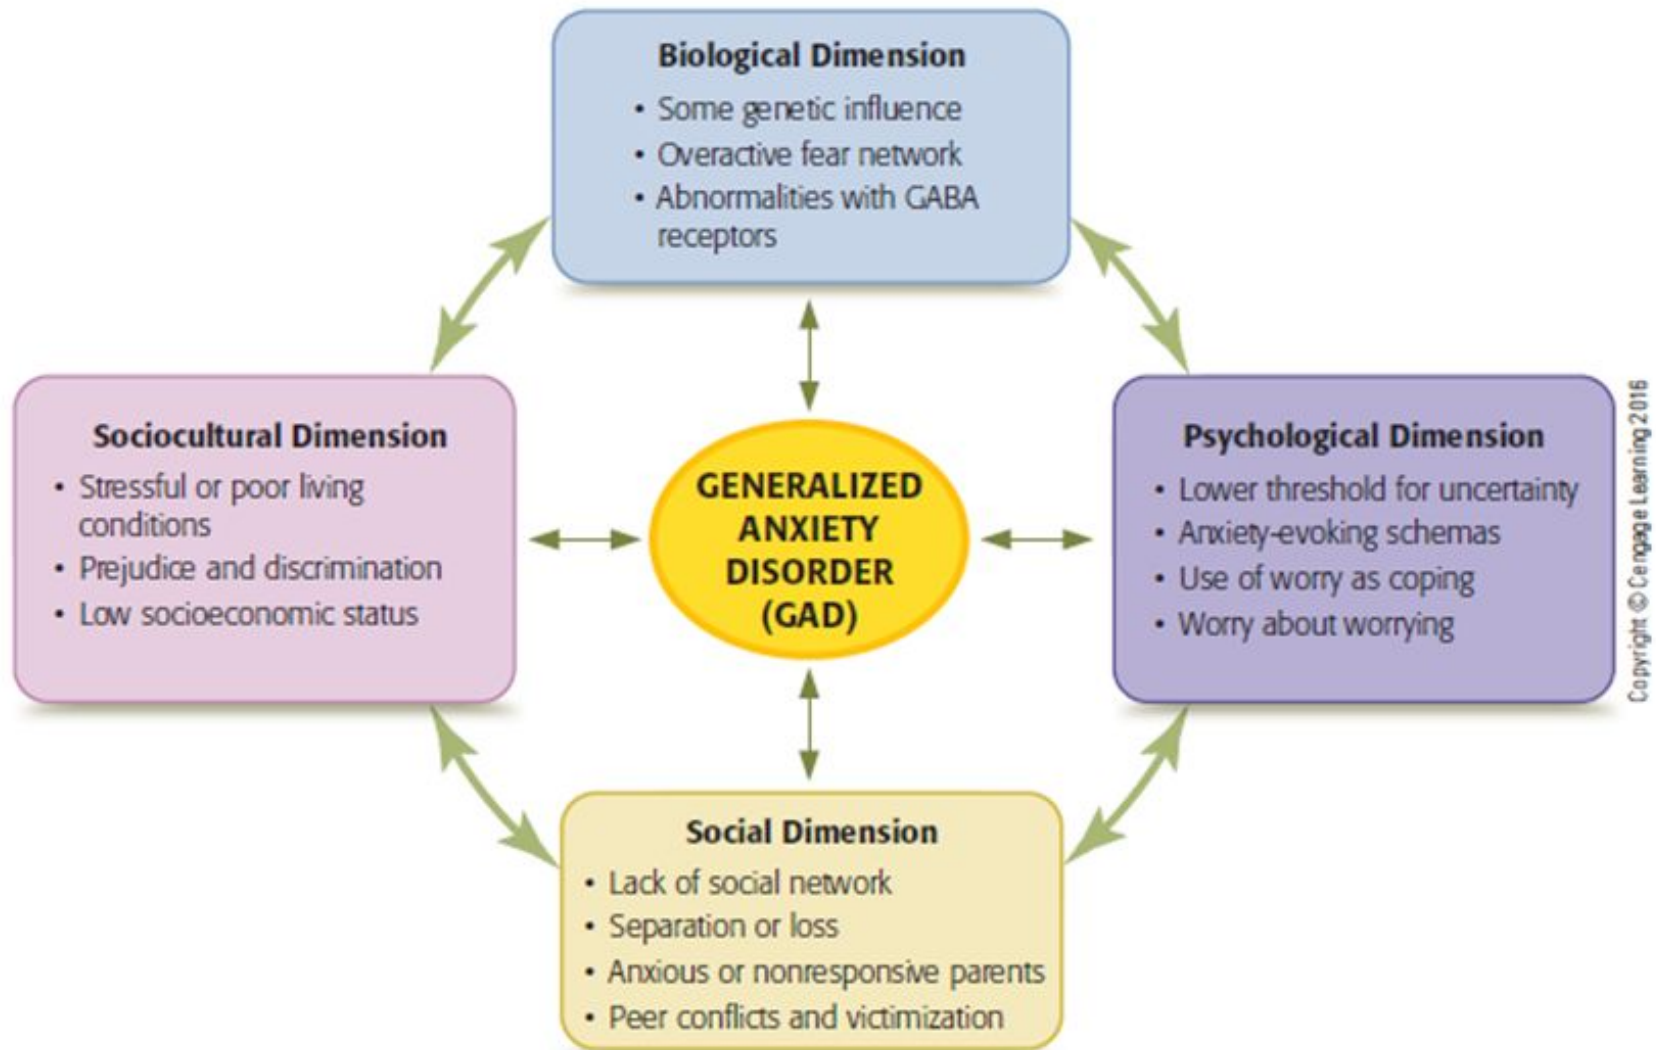 Biological Dimension
• Some genetic influence
• Overactive fear network
• Abnormalities with GABA
receptors
Sociocultural Dimension
• Stressful or poor living
conditions
• Prejudice and discrimination
• Low socioeconomic status
GENERALIZED
ANXIETY
DISORDER
(GAD)
Psychological Dimension
• Lower threshold for uncertainty
• Anxiety-evoking schemas
• Use of worry as coping
• Worry about worrying
Social Dimension
• Lack of social network
• Separation or loss
• Anxious or nonresponsive parents
• Peer conflicts and victimization
Copyright © Cengage Learning 2016